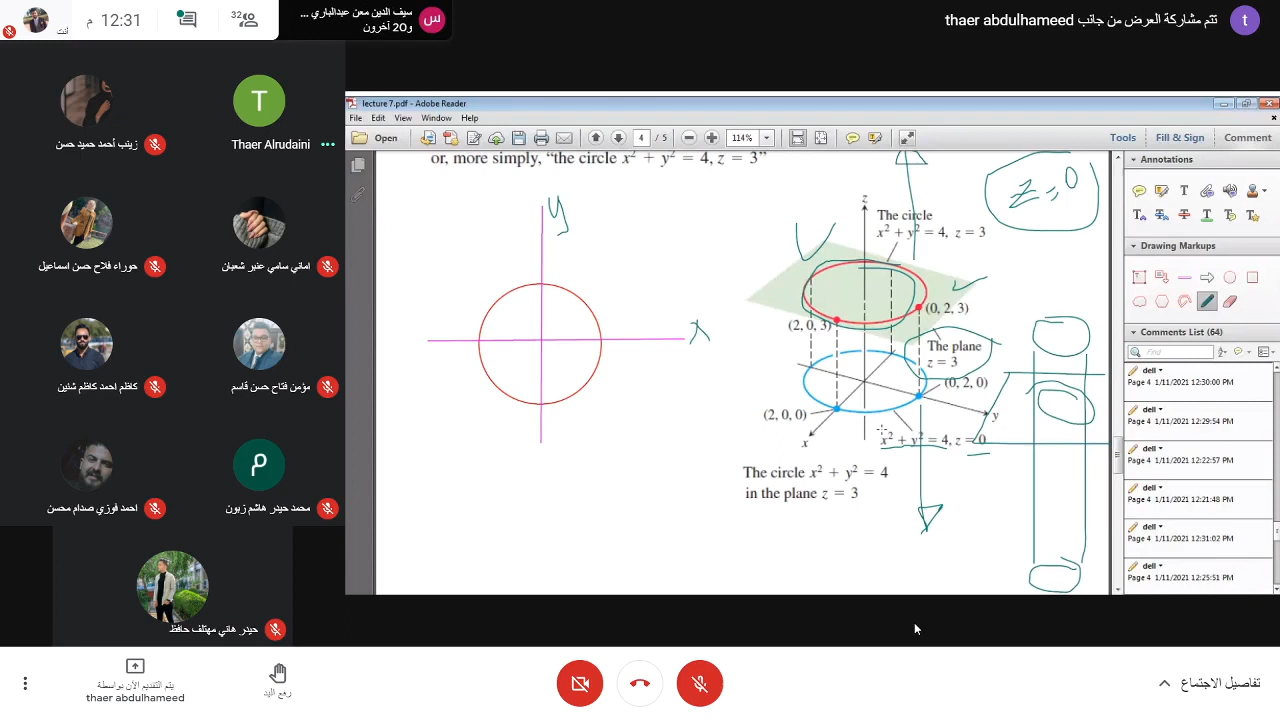 تتم مشاركة العرض من جانب thaer abdulhameed
t
سيف الدين معن عبدالباري ...
و20 آخرون
س
32
12:31 م
أنت
زينب أحمد حميد حسن
T
Thaer Alrudaini
حوراء فلاح حسن اسماعيل
اماني سامي عنبر شعبان
كاظم احمد كاظم شنين
مؤمن فتاح حسن قاسم
احمد فوزي صدام محسن
م
محمد حيدر هاشم زبون
حيدر هاني مهتلف حافظ
lecture 7.pdf - Adobe Reader
File Edit View Window Help
Open
4 / 5
114%
Tools
Fill & Sign
Comment
or, more simply, “the circle x² + y² = 4, z = 3”
y
x
z = 0
z
The circle
x² + y² = 4, z = 3
(0, 2, 3)
(2, 0, 3)
The plane
z = 3
(0, 2, 0)
(2, 0, 0)
y
x
x² + y² = 4, z = 0
The circle x² + y² = 4
in the plane z = 3
Annotations
T
T T T T T T
Drawing Markups
Comments List (64)
Find
dell
Page 4 1/11/2021 12:30:00 PM
dell
Page 4 1/11/2021 12:29:54 PM
dell
Page 4 1/11/2021 12:22:57 PM
dell
Page 4 1/11/2021 12:21:48 PM
dell
Page 4 1/11/2021 12:31:02 PM
dell
Page 4 1/11/2021 12:25:51 PM
يتم التقديم الآن بواسطة
thaer abdulhameed
رفع اليد
تفاصيل الاجتماع